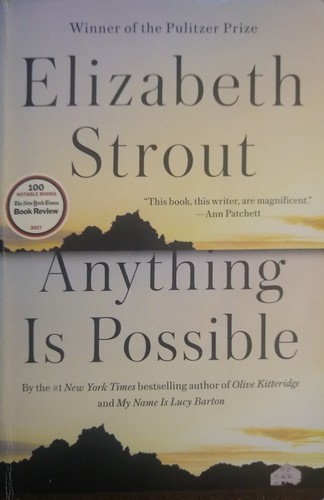 Winner of the Pulitzer Prize
Elizabeth
Strout
100
NOTABLE BOOKS
The New York Times
Book Review
2017
"This book, this writer, are magnificent."
—Ann Patchett
Anything
Is Possible
By the #1 New York Times bestselling author of Olive Kitteridge
and My Name Is Lucy Barton